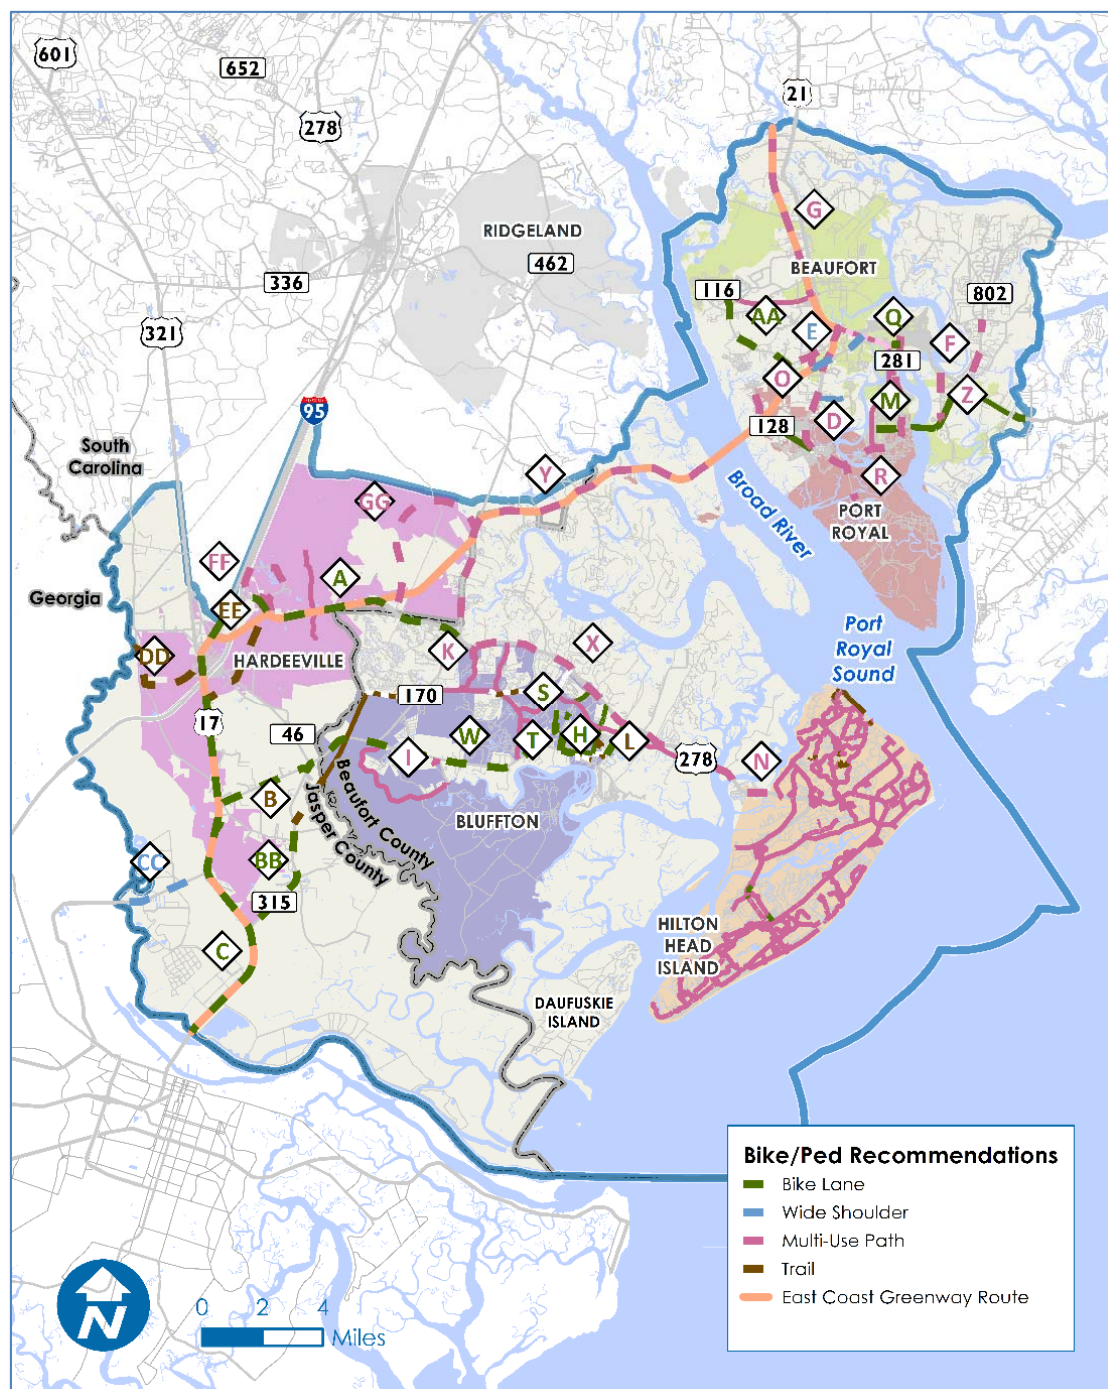 601
652
278
21
RIDGELAND
462
336
321
95
South
Carolina
Georgia
G
BEAUFORT
116
802
AA
E
Q
F
281
O
M
Z
D
128
R
PORT
ROYAL
Broad River
Y
GG
FF
A
EE
DD
HARDEEVILLE
K
X
Port
Royal
Sound
170
S
17
46
W
T
H
L
I
278
N
B
Beaufort County
Jasper County
BLUFFTON
CC
BB
315
C
HILTON
HEAD
ISLAND
DAUFUSKIE
ISLAND
Bike/Ped Recommendations
Bike Lane
Wide Shoulder
Multi-Use Path
Trail
East Coast Greenway Route
N
0 2 4
Miles